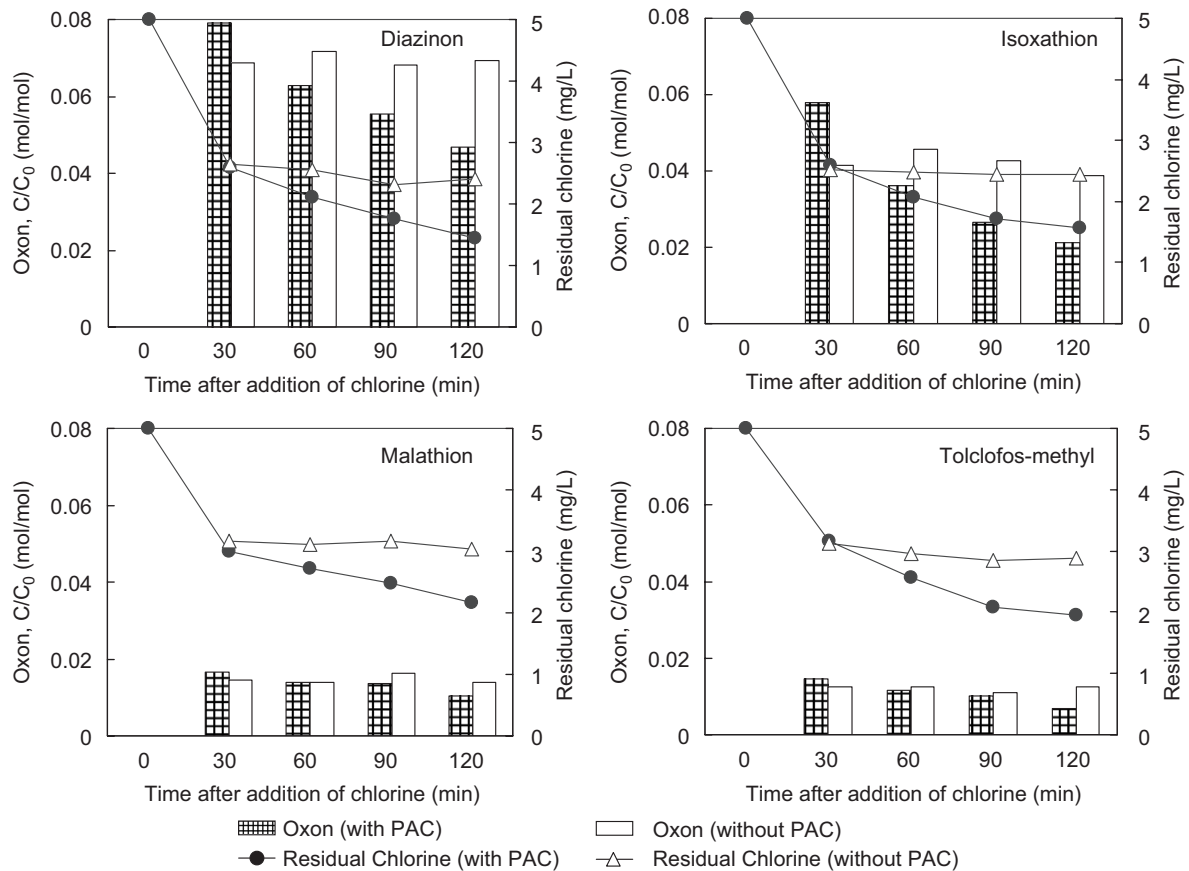 Diazinon
Oxon, C/C₀ (mol/mol)
0.08
0.06
0.04
0.02
0
5
4
3
2
1
0
Residual chlorine (mg/L)
0 30 60 90 120
Time after addition of chlorine (min)
Isoxathion
Oxon, C/C₀ (mol/mol)
0.08
0.06
0.04
0.02
0
5
4
3
2
1
0
Residual chlorine (mg/L)
0 30 60 90 120
Time after addition of chlorine (min)
Malathion
Oxon, C/C₀ (mol/mol)
0.08
0.06
0.04
0.02
0
5
4
3
2
1
0
Residual chlorine (mg/L)
0 30 60 90 120
Time after addition of chlorine (min)
Tolclofos-methyl
Oxon, C/C₀ (mol/mol)
0.08
0.06
0.04
0.02
0
5
4
3
2
1
0
Residual chlorine (mg/L)
0 30 60 90 120
Time after addition of chlorine (min)
Oxon (with PAC) Oxon (without PAC)
Residual Chlorine (with PAC) Residual Chlorine (without PAC)